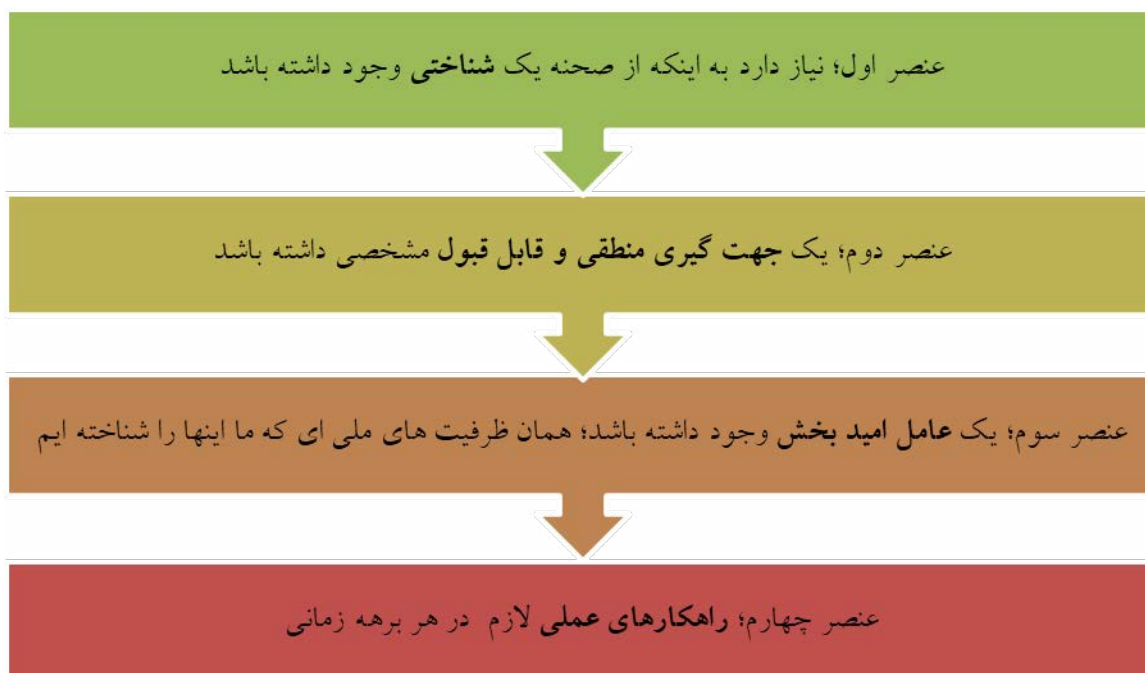 عنصر اول؛ نیاز دارد به اینکه از صحنه یک شناختی وجود داشته باشد
عنصر دوم؛ یک جهت گیری منطقی و قابل قبول مشخصی داشته باشد
عنصر سوم؛ یک عامل امید بخش وجود داشته باشد؛ همان ظرفیت های ملی ای که ما اینها را شناخته ایم
عنصر چهارم؛ راهکارهای عملی لازم در هر برهه زمانی